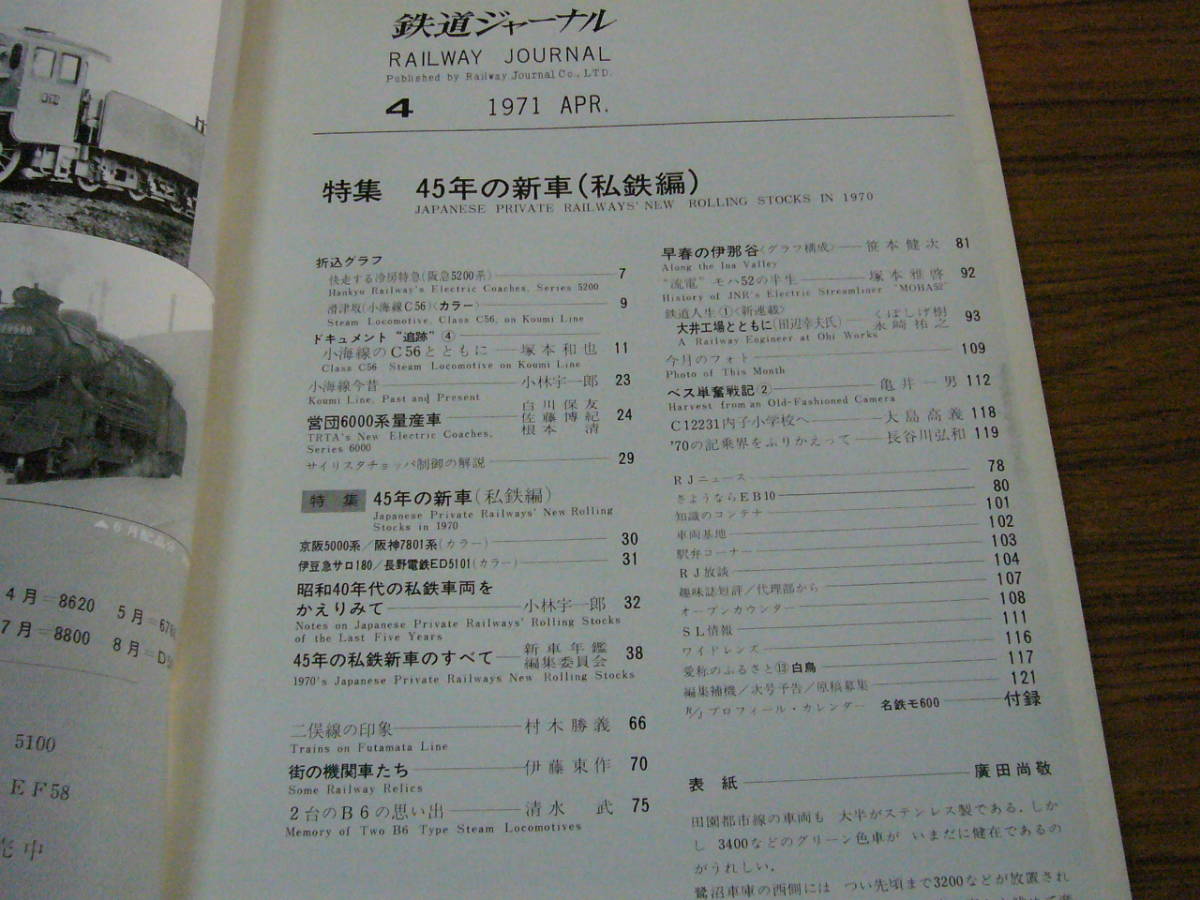 鉄道ジャーナル
RAILWAY JOURNAL
Published by Railway Journal Co., LTD.
4 1971 APR.
特集 45年の新車(私鉄編)
JAPANESE PRIVATE RAILWAYS' NEW ROLLING STOCKS IN 1970
折込グラフ
快走する冷房特急(阪急5200系) 7
Hankyu Railway's Electric Coaches, Series 5200
滑津坂(小海線C56)〈カラー〉 9
Steam Locomotive, Class C56, on Koumi Line
ドキュメント "追跡" ④
小海線のC56とともに 塚本和也 11
Class C56 Steam Locomotive on Koumi Line
小海線今昔 小林宇一郎 23
Koumi Line, Past and Present
営団6000系量産車 白川保友 佐藤博紀 根本清 24
TRTA's New Electric Coaches,
Series 6000
サイリスタチョッパ制御の解説 29
特集 45年の新車(私鉄編)
Japanese Private Railways' New Rolling
Stocks in 1970
京阪5000系/阪神7801系(カラー) 30
伊豆急サロ180/長野電鉄ED5101(カラー) 31
昭和40年代の私鉄車両を
かえりみて 小林宇一郎 32
Notes on Japanese Private Railways' Rolling Stocks
of the Last Five Years
45年の私鉄新車のすべて 新車年鑑編集委員会 38
1970's Japanese Private Railways New Rolling Stocks
二俣線の印象 村木勝義 66
Trains on Futamata Line
街の機関車たち 伊藤東作 70
Some Railway Relics
2台のB6の思い出 清水武 75
Memory of Two B6 Type Steam Locomotives
早春の伊那谷〈グラフ構成〉 笹本健次 81
Along the Ina Valley
"流電" モハ52の半生 塚本雅啓 92
History of JNR's Electric Streamliner "MOHA52"
鉄道人生①〈新連載〉
大井工場とともに(田辺幸夫氏) くぼしげ樹 永崎祐之 93
A Railway Engineer at Ohi Works
今月のフォト 109
Photo of This Month
ベス単奮戦記② 亀井一男 112
Harvest from an Old-Fashioned Camera
C12231内子小学校へ 大島高義 118
'70の記乗界をふりかえって 長谷川弘和 119
RJニュース 78
さようならEB10 80
知識のコンテナ 101
車両基地 102
駅弁コーナー 103
RJ放談 104
趣味誌短評/代理部から 107
オープンカウンター 108
SL情報 111
ワイドレンズ 116
愛称のふるさと⑬白鳥 117
編集補機/次号予告/原稿募集 121
R/Jプロフィール・カレンダー 名鉄モ600 付録
表紙 廣田尚敬
田園都市線の車両も 大半がステンレス製である.しか
し 3400などのグリーン色車が いまだに健在であるの
がうれしい.
鷺沼車庫の西側には つい先頃まで3200などが放置され
4月=8620 5月=
7月=8800 8月=
5100
EF58
売中